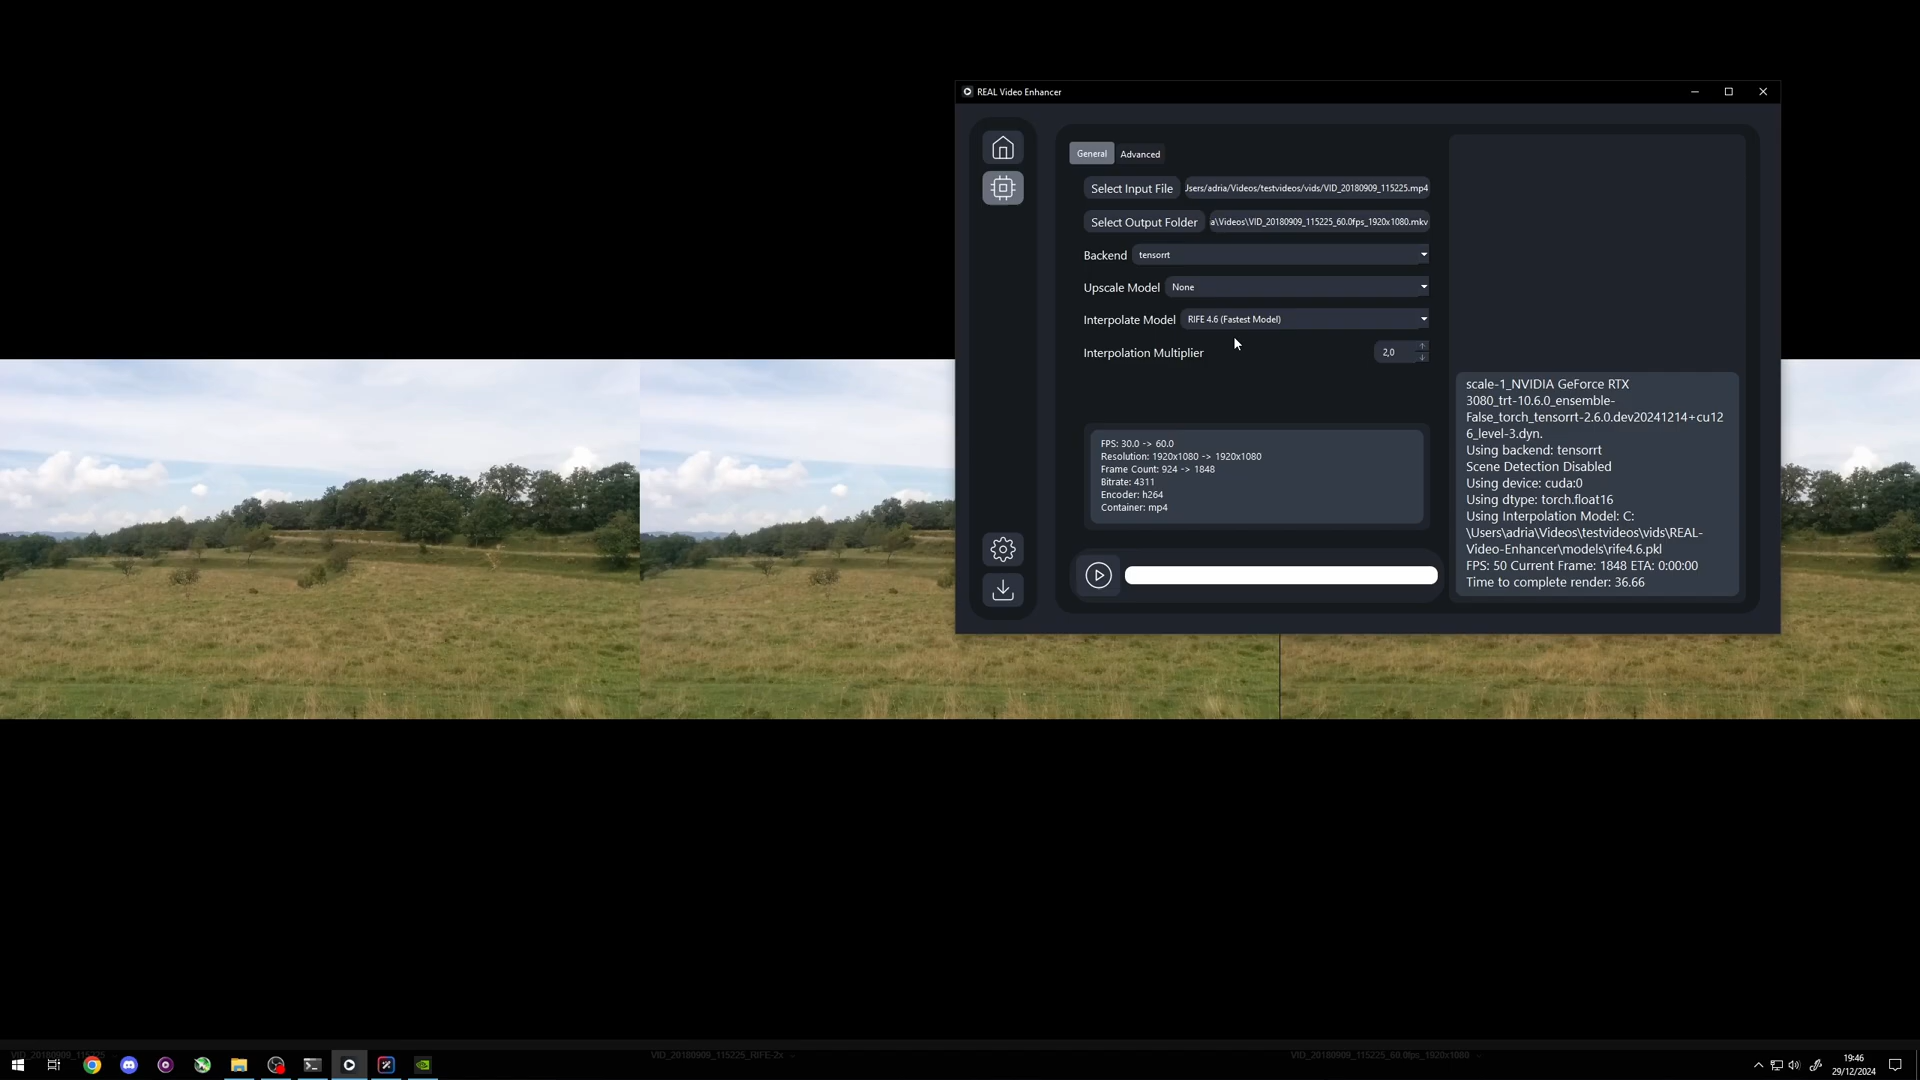 REAL Video Enhancer
General
Advanced
Select Input File
Jsers/adria/Videos/testvideos/vids/VID_20180909_115225.mp4
Select Output Folder
a\Videos\VID_20180909_115225_60.0fps_1920x1080.mkv
Backend
tensorrt
Upscale Model
None
Interpolate Model
RIFE 4.6 (Fastest Model)
Interpolation Multiplier
2,0
FPS: 30.0 -> 60.0
Resolution: 1920x1080 -> 1920x1080
Frame Count: 924 -> 1848
Bitrate: 4311
Encoder: h264
Container: mp4
scale-1_NVIDIA GeForce RTX
3080_trt-10.6.0_ensemble-
False_torch_tensorrt-2.6.0.dev20241214+cu12
6_level-3.dyn.
Using backend: tensorrt
Scene Detection Disabled
Using device: cuda:0
Using dtype: torch.float16
Using Interpolation Model: C:
\Users\adria\Videos\testvideos\vids\REAL-
Video-Enhancer\models\rife4.6.pkl
FPS: 50 Current Frame: 1848 ETA: 0:00:00
Time to complete render: 36.66
VID_20180909_115225
VID_20180909_115225_RIFE-2x
VID_20180909_115225_60.0fps_1920x1080
19:46
29/12/2024